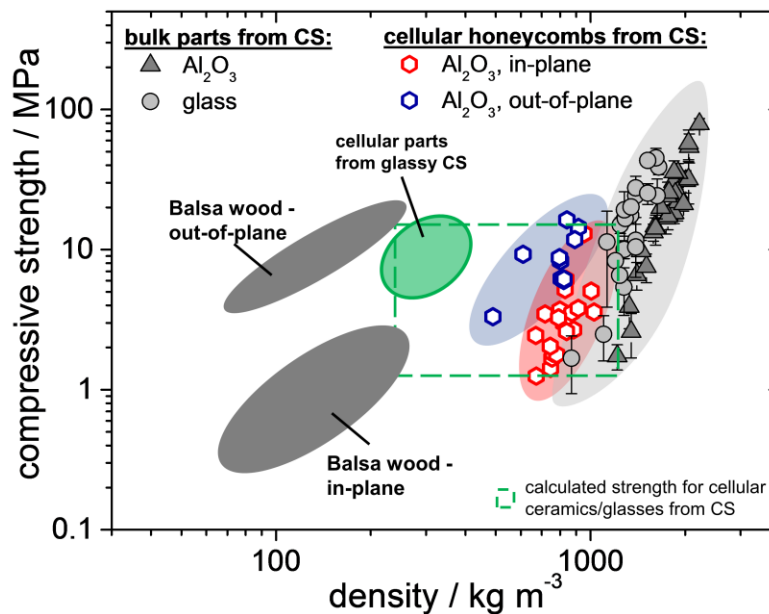 bulk parts from CS:
Al₂O₃
glass
cellular honeycombs from CS:
Al₂O₃, in-plane
Al₂O₃, out-of-plane
cellular parts
from glassy CS
Balsa wood -
out-of-plane
Balsa wood -
in-plane
calculated strength for cellular
ceramics/glasses from CS
compressive strength / MPa
100
10
1
0.1
100
1000
density / kg m⁻³